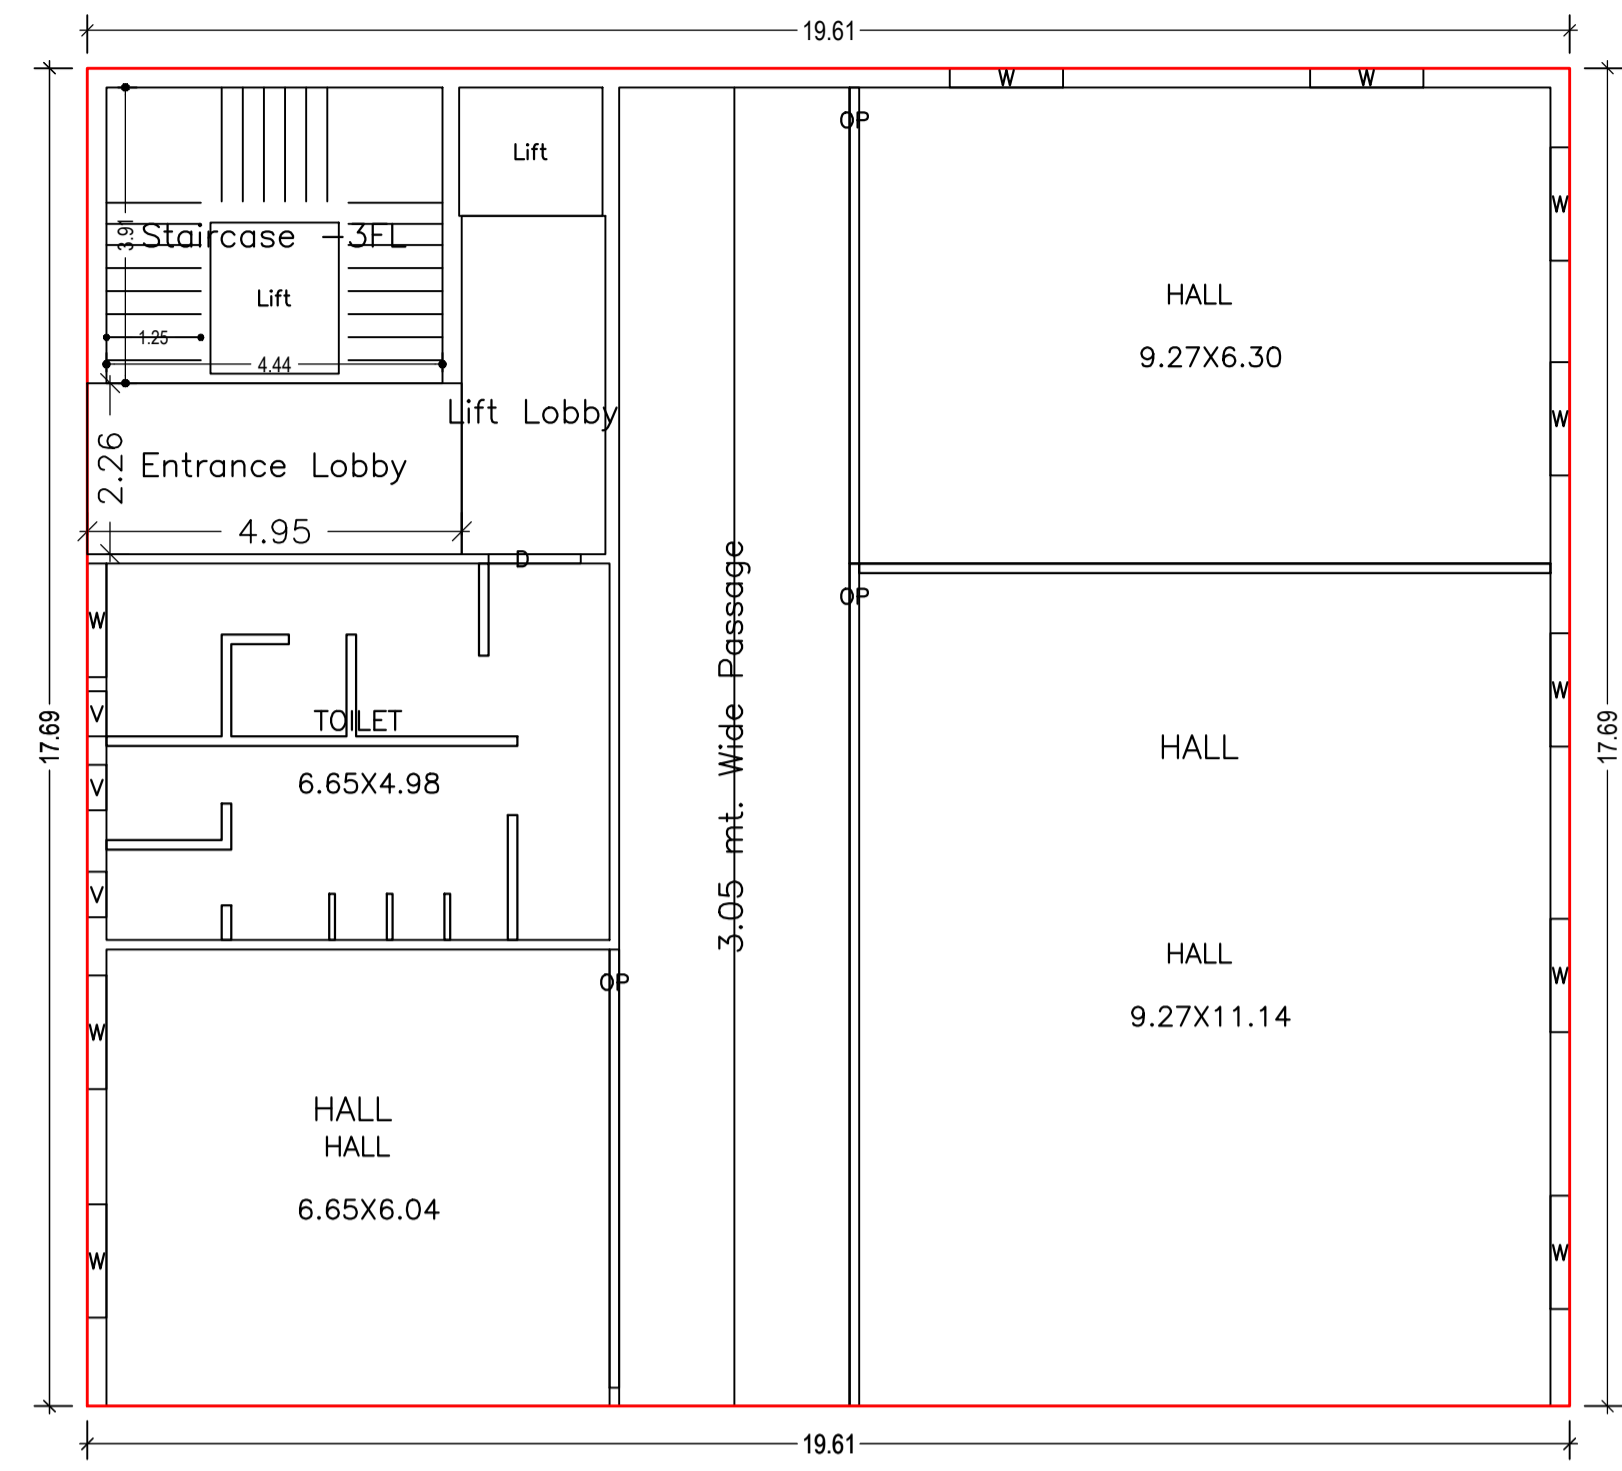 19.61
W
W
OP
Lift
3.91
Staircase -3FL
W
Lift
HALL
1.25
9.27X6.30
4.44
Lift Lobby
W
2.26
Entrance Lobby
4.95
D
OP
W
W
V
TOILET
17.69
17.69
HALL
6.65X4.98
V
3.05 mt. Wide Passage
V
HALL
W
OP
9.27X11.14
W
HALL
HALL
6.65X6.04
W
W
19.61